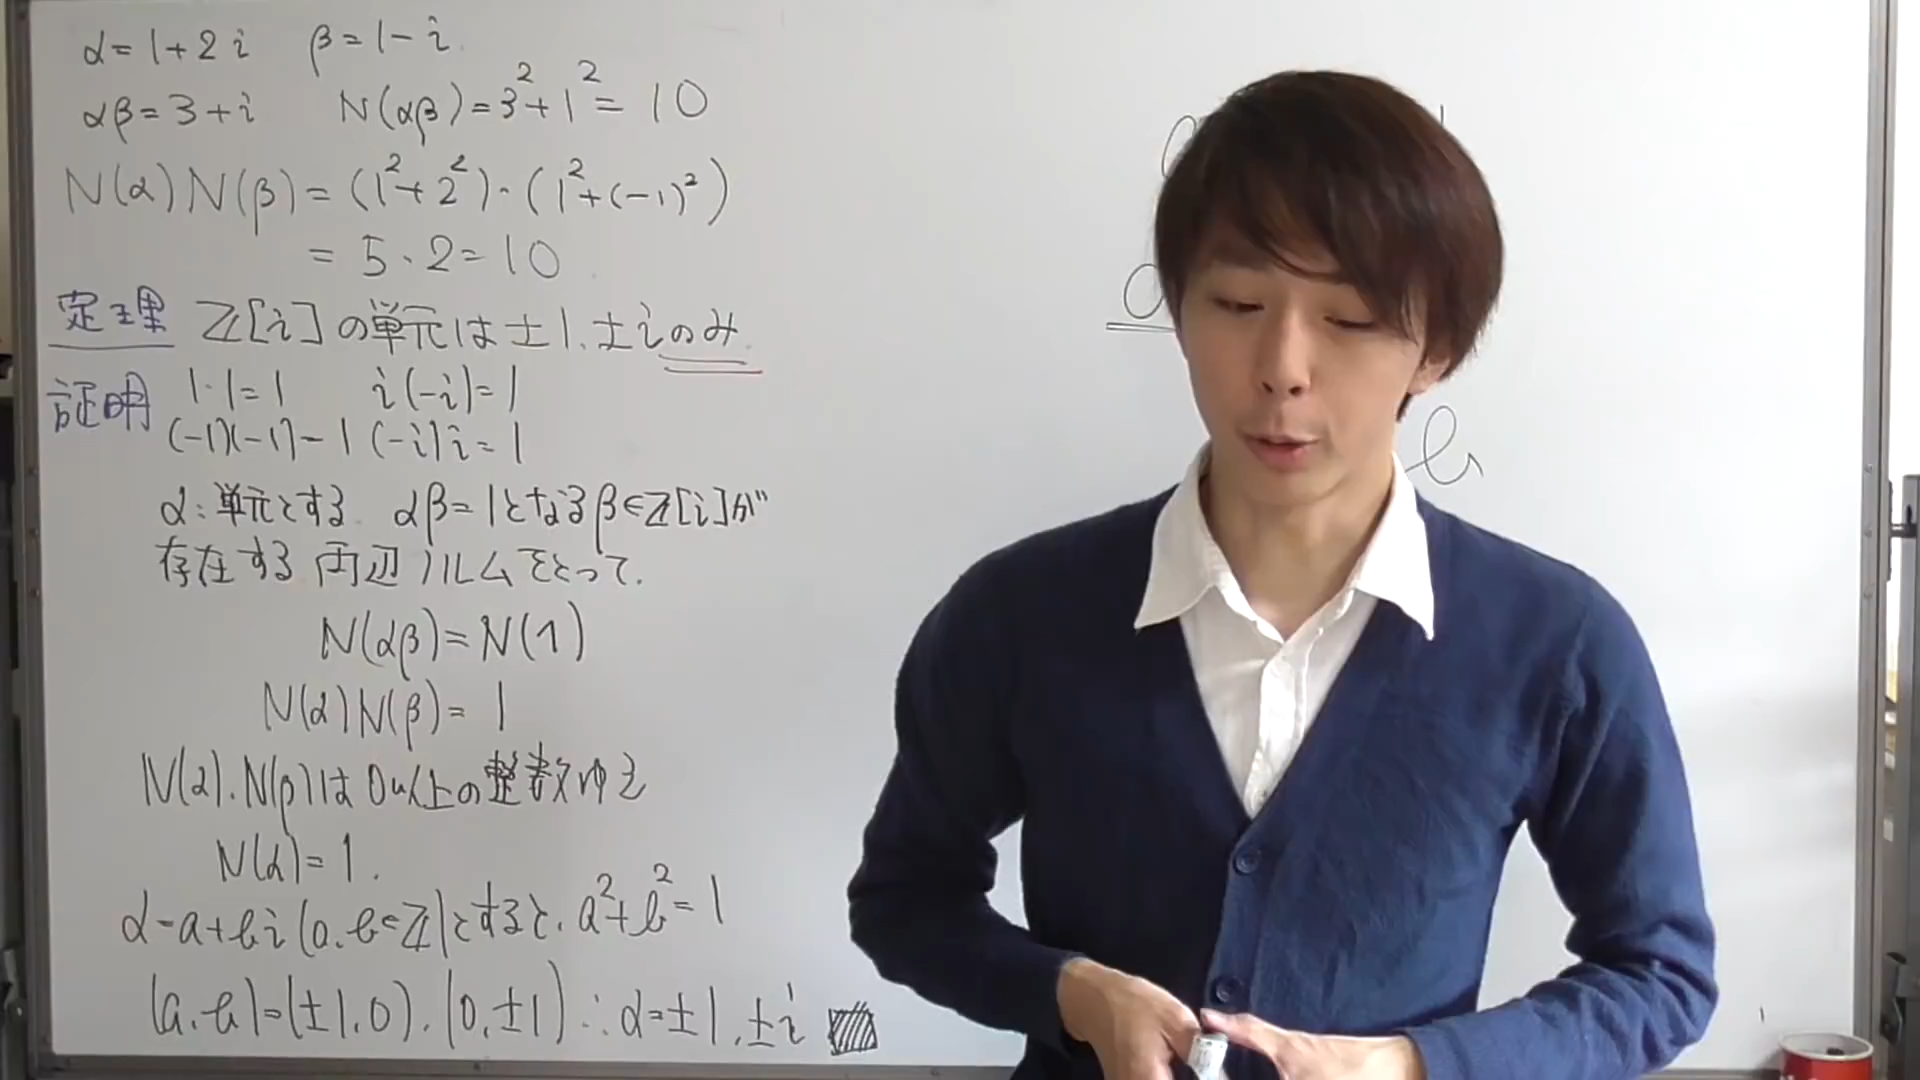 α=1+2i β=1-i
αβ=3+i N(αβ)=3²+1²=10
N(α)N(β)=(1²+2²)・(1²+(-1)²)
=5・2=10
定理 ℤ[i]の単元は±1.±iのみ
証明 1・1=1 i(-i)=1
(-1)(-1)-1 (-i)i=1
α:単元とする. αβ=1となるβ∈ℤ[i]が
存在する 両辺ノルムをとって.
N(αβ)=N(1)
N(α)N(β)=1
N(α).N(β)は0以上の整数ゆえ
N(α)=1.
α=a+bi(a.b∈ℤ)とすると.a²+b²=1
(a.b)=(±1.0).(0.±1)∴α=±1.±i
b